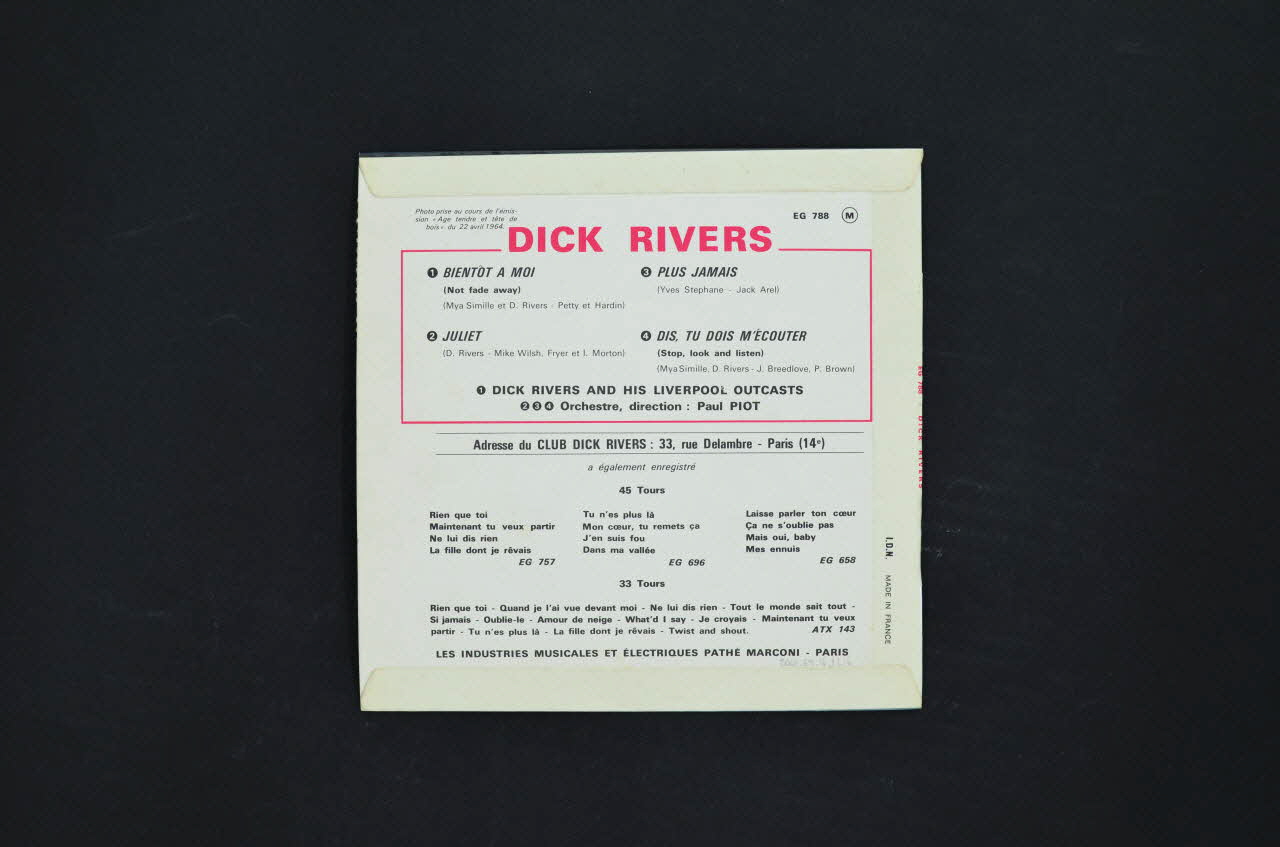 Photo prise au cours de l'émis-
sion « Age tendre et tête de
bois » du 22 avril 1964.
EG 788 M
DICK RIVERS
1 BIENTÔT A MOI
(Not fade away)
(Mya Simille et D. Rivers - Petty et Hardin)
2 JULIET
(D. Rivers - Mike Wilsh, Fryer et I. Morton)
3 PLUS JAMAIS
(Yves Stephane - Jack Arel)
4 DIS, TU DOIS M'ÉCOUTER
(Stop, look and listen)
(Mya Simille, D. Rivers - J. Breedlove, P. Brown)
1 DICK RIVERS AND HIS LIVERPOOL OUTCASTS
2 3 4 Orchestre, direction : Paul PIOT
Adresse du CLUB DICK RIVERS : 33, rue Delambre - Paris (14e)
a également enregistré
45 Tours
Rien que toi
Maintenant tu veux partir
Ne lui dis rien
La fille dont je rêvais
EG 757
Tu n'es plus là
Mon cœur, tu remets ça
J'en suis fou
Dans ma vallée
EG 696
Laisse parler ton cœur
Ça ne s'oublie pas
Mais oui, baby
Mes ennuis
EG 658
33 Tours
Rien que toi - Quand je l'ai vue devant moi - Ne lui dis rien - Tout le monde sait tout -
Si jamais - Oublie-le - Amour de neige - What'd I say - Je croyais - Maintenant tu veux
partir - Tu n'es plus là - La fille dont je rêvais - Twist and shout. ATX 143
LES INDUSTRIES MUSICALES ET ÉLECTRIQUES PATHÉ MARCONI - PARIS
I.D.N. MADE IN FRANCE
EG 788 - DICK RIVERS